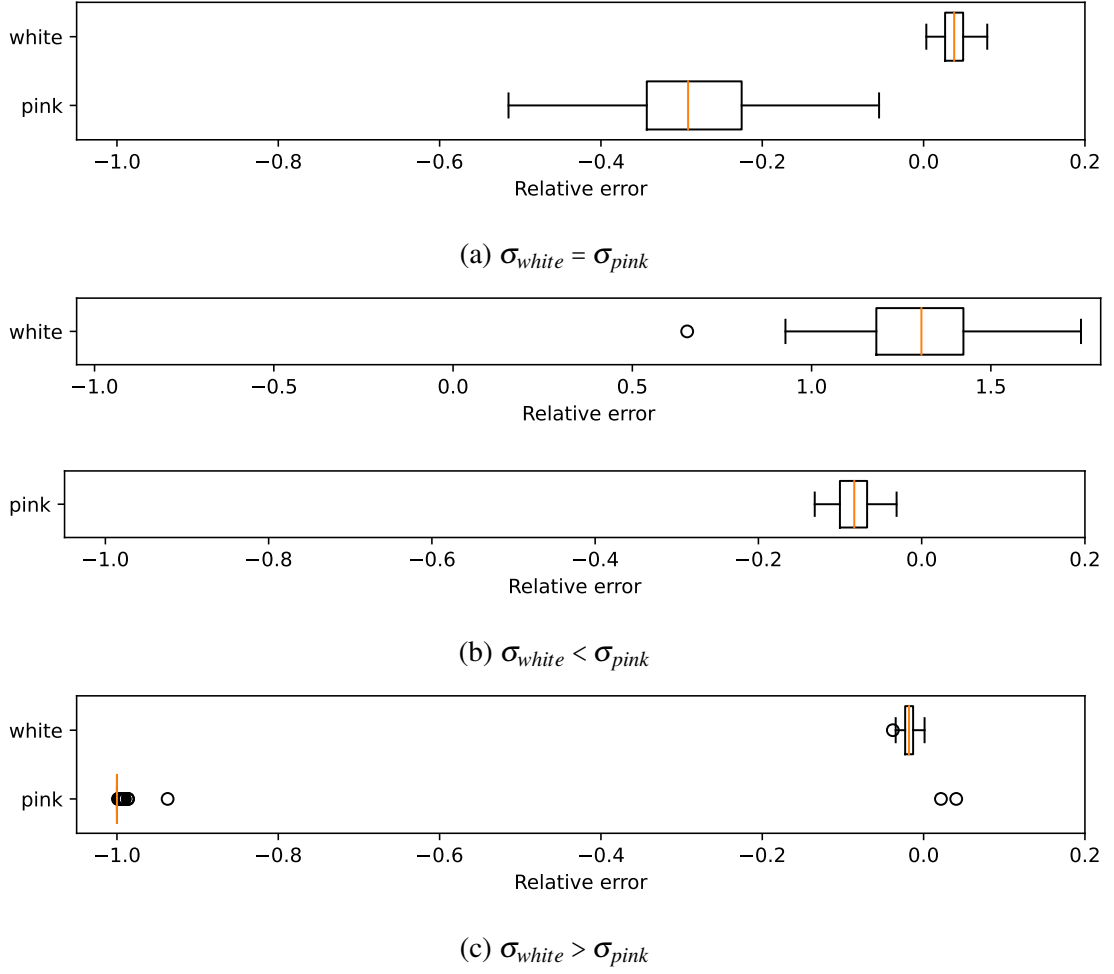 white
pink
−1.0 −0.8 −0.6 −0.4 −0.2 0.0 0.2
Relative error
(a) σwhite = σpink
white
−1.0 −0.5 0.0 0.5 1.0 1.5
Relative error
pink
−1.0 −0.8 −0.6 −0.4 −0.2 0.0 0.2
Relative error
(b) σwhite < σpink
white
pink
−1.0 −0.8 −0.6 −0.4 −0.2 0.0 0.2
Relative error
(c) σwhite > σpink